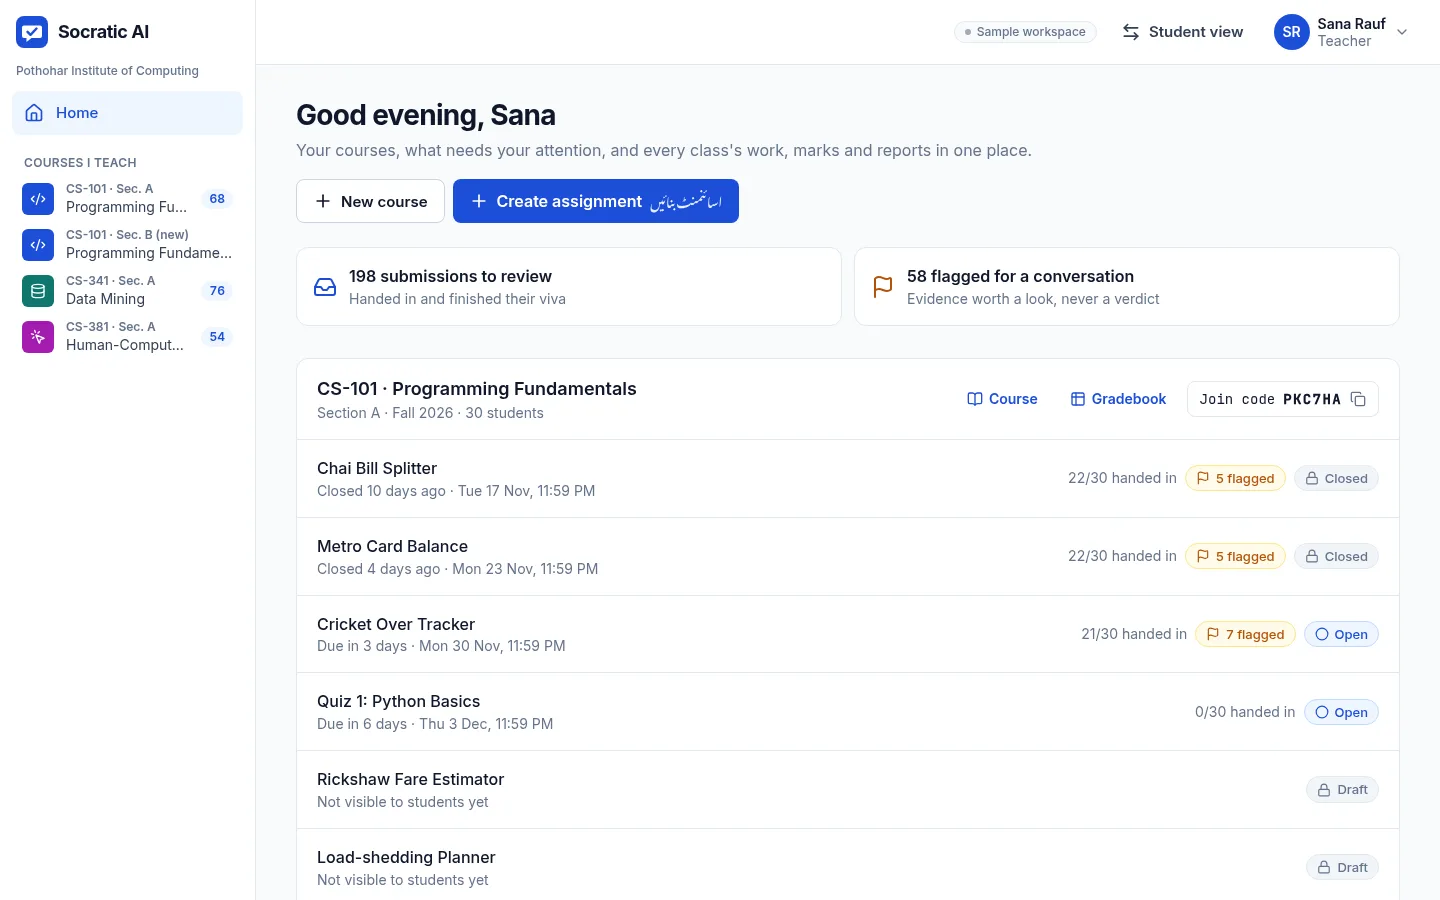 Socratic AI
Pothohar Institute of Computing
Home
COURSES I TEACH
CS-101 · Sec. A
Programming Fu...
68
CS-101 · Sec. B (new)
Programming Fundame...
CS-341 · Sec. A
Data Mining
76
CS-381 · Sec. A
Human-Comput...
54
Sample workspace
Student view
SR
Sana Rauf
Teacher
Good evening, Sana
Your courses, what needs your attention, and every class's work, marks and reports in one place.
New course
Create assignment اسائنمنٹ بنائیں
198 submissions to review
Handed in and finished their viva
58 flagged for a conversation
Evidence worth a look, never a verdict
CS-101 · Programming Fundamentals
Section A · Fall 2026 · 30 students
Course
Gradebook
Join code PKC7HA
Chai Bill Splitter
Closed 10 days ago · Tue 17 Nov, 11:59 PM
22/30 handed in
5 flagged
Closed
Metro Card Balance
Closed 4 days ago · Mon 23 Nov, 11:59 PM
22/30 handed in
5 flagged
Closed
Cricket Over Tracker
Due in 3 days · Mon 30 Nov, 11:59 PM
21/30 handed in
7 flagged
Open
Quiz 1: Python Basics
Due in 6 days · Thu 3 Dec, 11:59 PM
0/30 handed in
Open
Rickshaw Fare Estimator
Not visible to students yet
Draft
Load-shedding Planner
Not visible to students yet
Draft